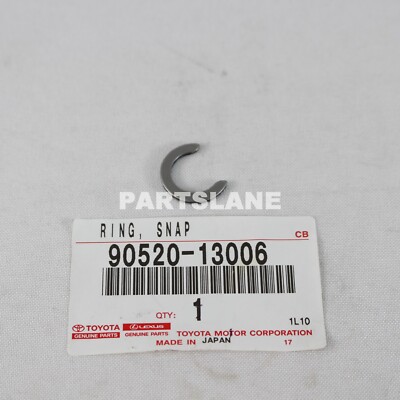 PARTSLANE
RING, SNAP
CB
90520-13006
QTY: 1
1L10
TOYOTA GENUINE PARTS LEXUS GENUINE PARTS TOYOTA MOTOR CORPORATION
MADE IN JAPAN 17